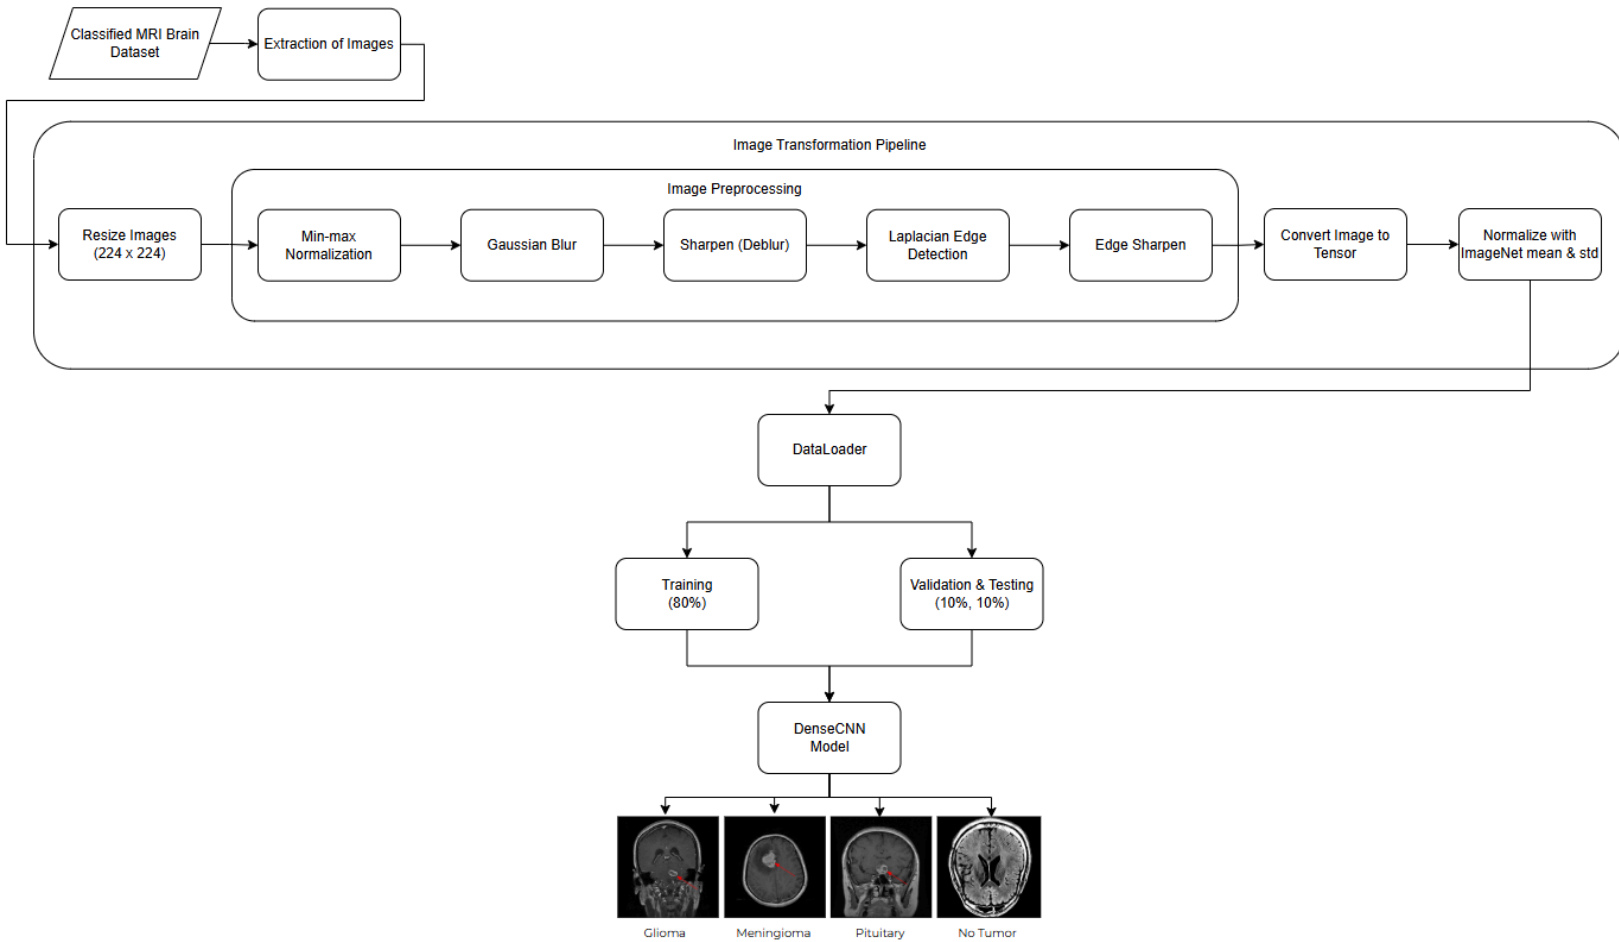 Classified MRI Brain
Dataset
Extraction of Images
Image Transformation Pipeline
Image Preprocessing
Resize Images
(224 x 224)
Min-max
Normalization
Gaussian Blur
Sharpen (Deblur)
Laplacian Edge
Detection
Edge Sharpen
Convert Image to
Tensor
Normalize with
ImageNet mean & std
DataLoader
Training
(80%)
Validation & Testing
(10%, 10%)
DenseCNN
Model
Glioma
Meningioma
Pituitary
No Tumor